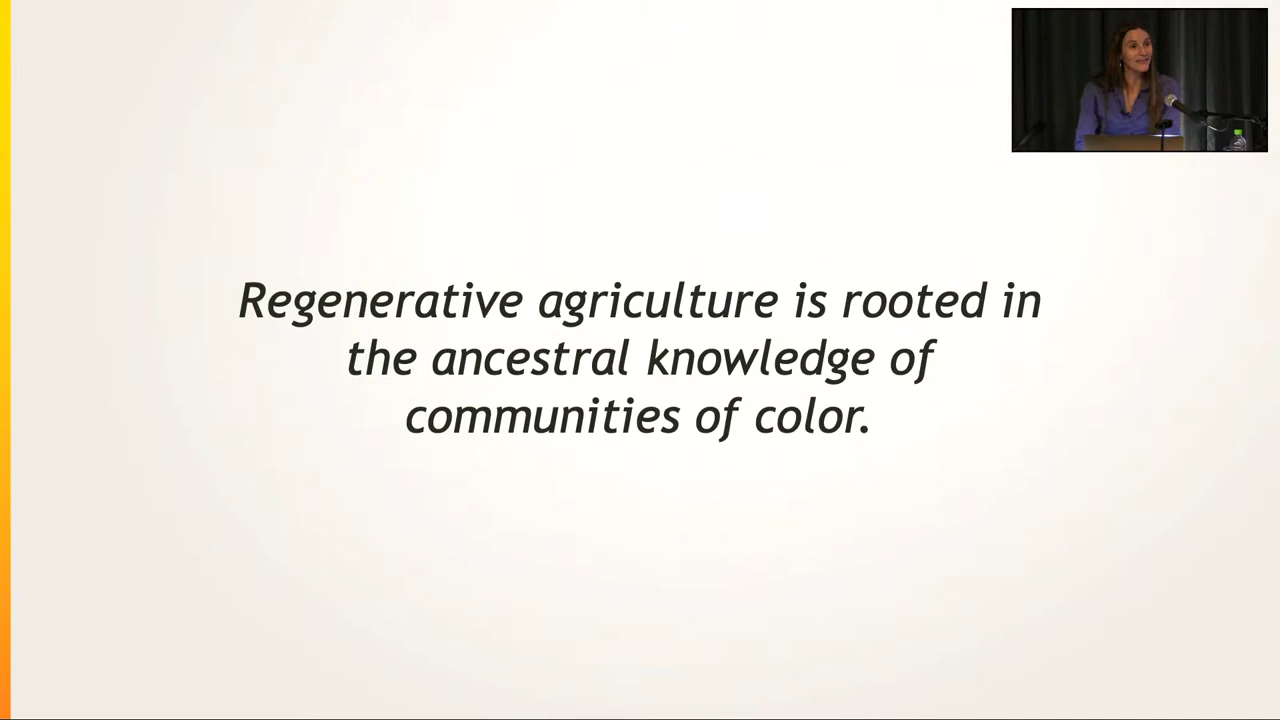 Regenerative agriculture is rooted in
the ancestral knowledge of
communities of color.